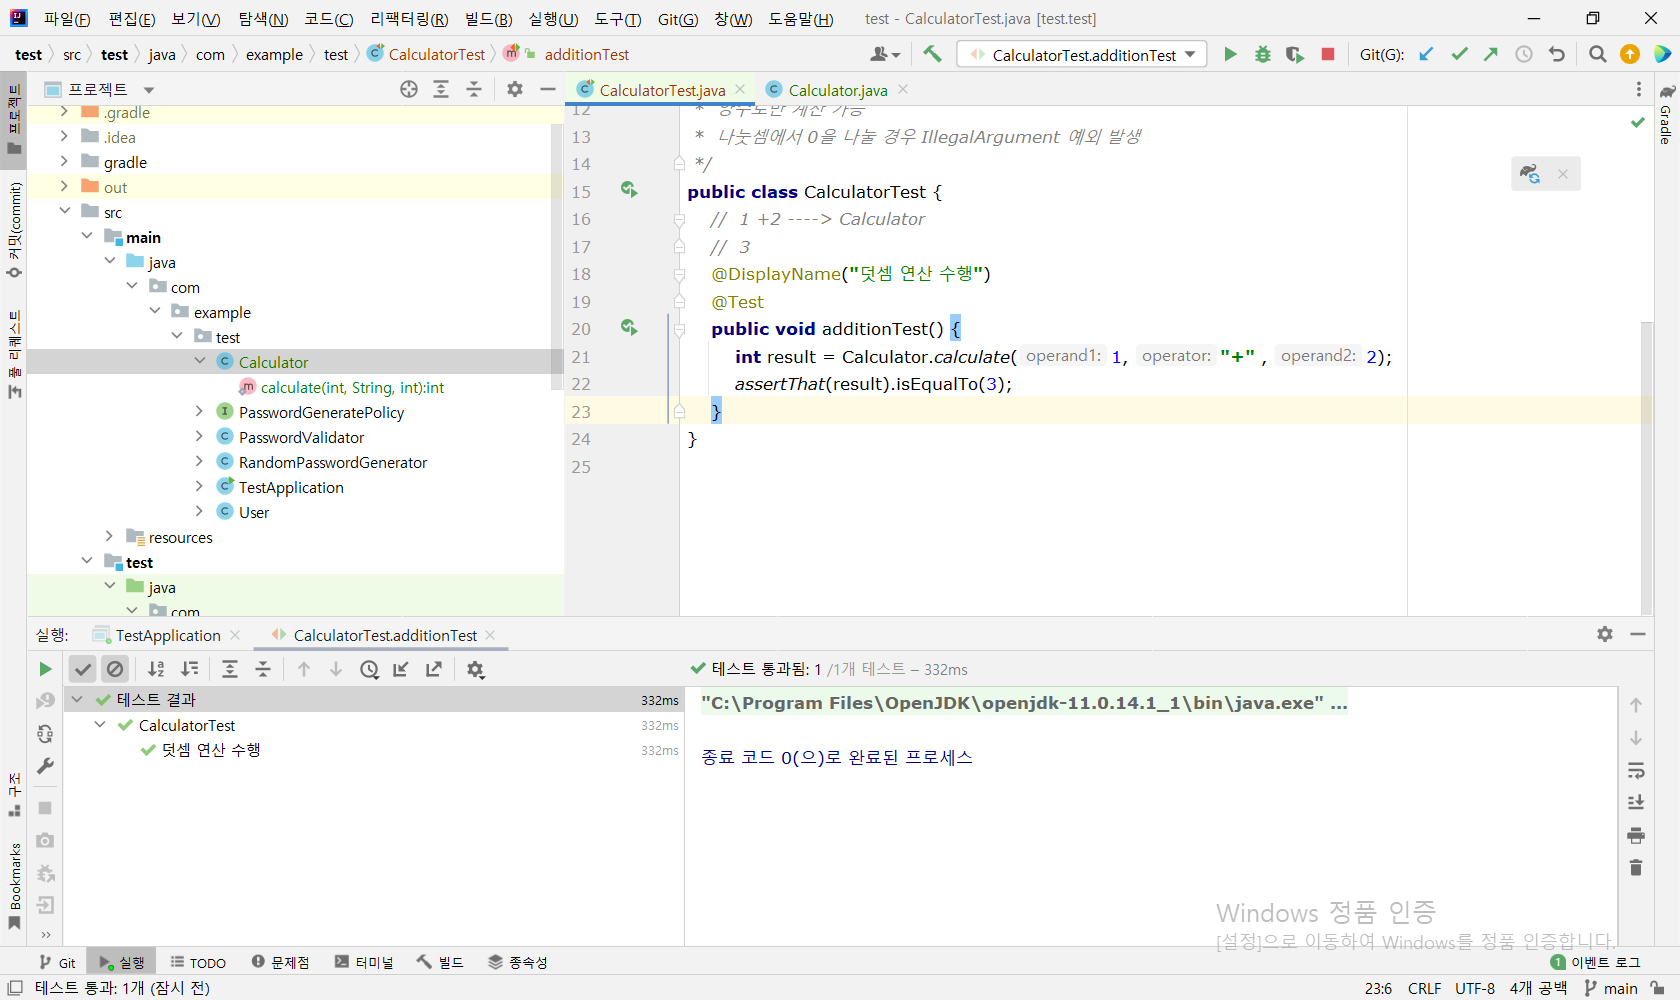 파일(F) 편집(E) 보기(V) 탐색(N) 코드(C) 리팩터링(R) 빌드(B) 실행(U) 도구(T) Git(G) 창(W) 도움말(H) test - CalculatorTest.java [test.test]
test src test java com example test CalculatorTest additionTest CalculatorTest.additionTest Git(G):
프로젝트
CalculatorTest.java Calculator.java
프로젝트
커밋(commit)
풀 리퀘스트
구조
Bookmarks
Gradle
.gradle
.idea
gradle
out
src
main
java
com
example
test
Calculator
calculate(int, String, int):int
PasswordGeneratePolicy
PasswordValidator
RandomPasswordGenerator
TestApplication
User
resources
test
java
com
12 * 양수로만 계산 가능
13 * 나눗셈에서 0을 나눌 경우 IllegalArgument 예외 발생
14 */
15 public class CalculatorTest {
16 // 1 +2 ----> Calculator
17 // 3
18 @DisplayName("덧셈 연산 수행")
19 @Test
20 public void additionTest() {
21 int result = Calculator.calculate( operand1: 1, operator: "+" , operand2: 2);
22 assertThat(result).isEqualTo(3);
23 }
24 }
25
실행: TestApplication CalculatorTest.additionTest
테스트 통과됨: 1 /1개 테스트 – 332ms
테스트 결과 332ms
CalculatorTest 332ms
덧셈 연산 수행 332ms
"C:\Program Files\OpenJDK\openjdk-11.0.14.1_1\bin\java.exe" ...
종료 코드 0(으)로 완료된 프로세스
Windows 정품 인증
[설정]으로 이동하여 Windows를 정품 인증합니다.
Git 실행 TODO 문제점 터미널 빌드 종속성 1 이벤트 로그
테스트 통과: 1개 (잠시 전) 23:6 CRLF UTF-8 4개 공백 main